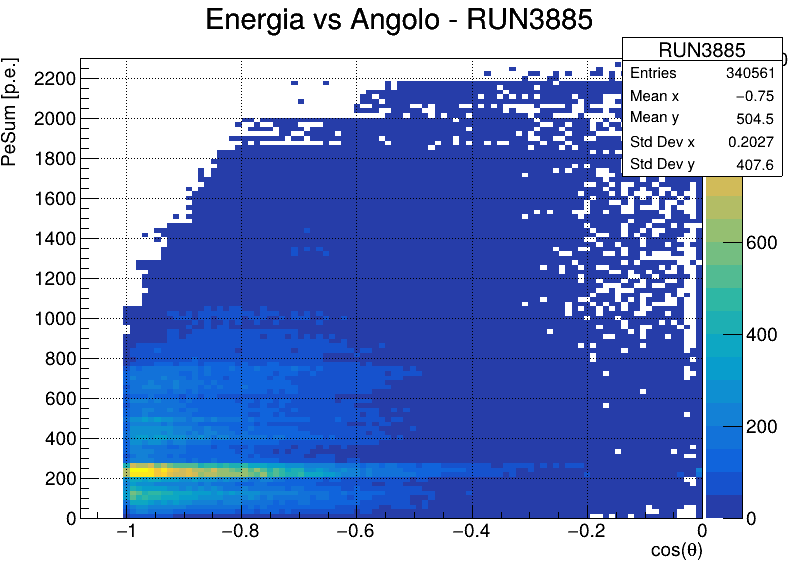 Energia vs Angolo - RUN3885
RUN3885
Entries 340561
Mean x −0.75
Mean y 504.5
Std Dev x 0.2027
Std Dev y 407.6
PeSum [p.e.]
2200
2000
1800
1600
1400
1200
1000
800
600
400
200
0
−1
−0.8
−0.6
−0.4
−0.2
0
cos(θ)
600
400
200
0